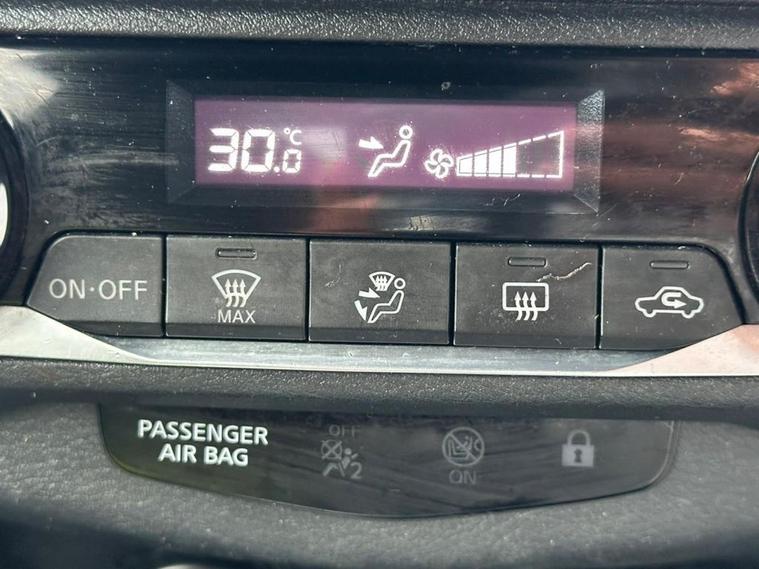 30.0 °C
ON·OFF
MAX
PASSENGER
AIR BAG
OFF
2
ON